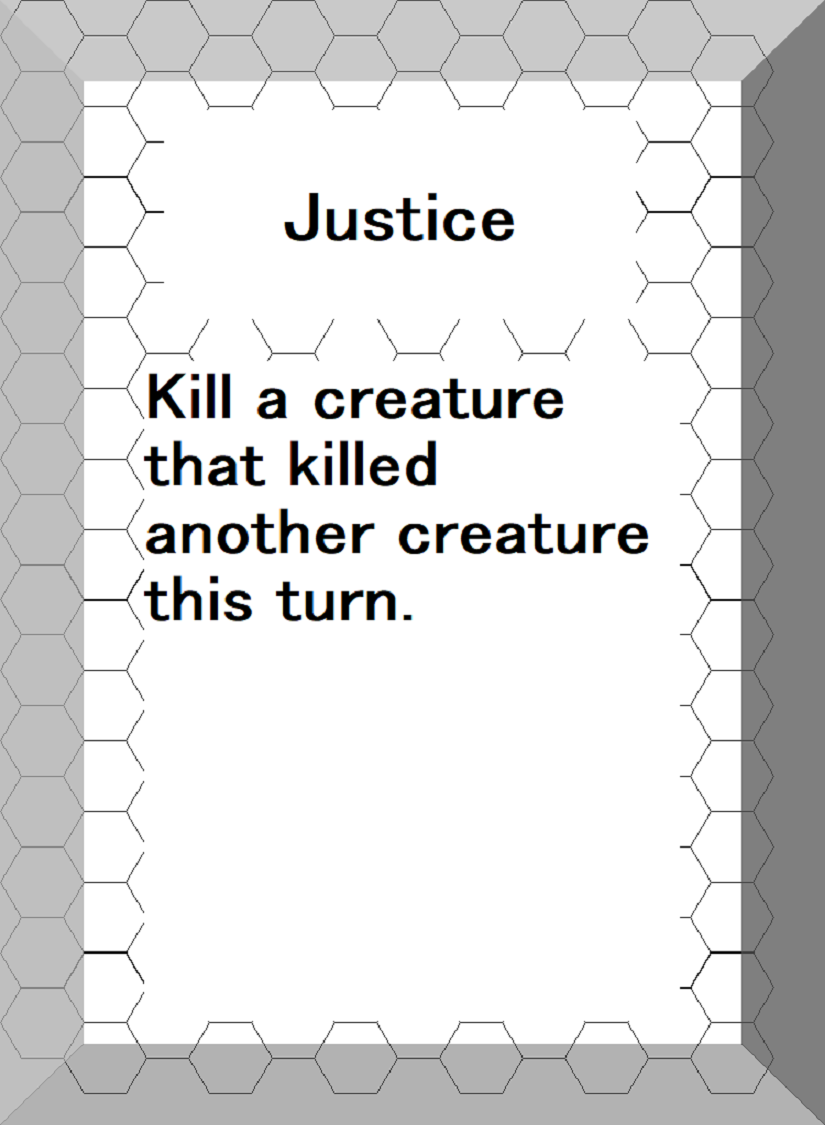 Justice
Kill a creature
that killed
another creature
this turn.